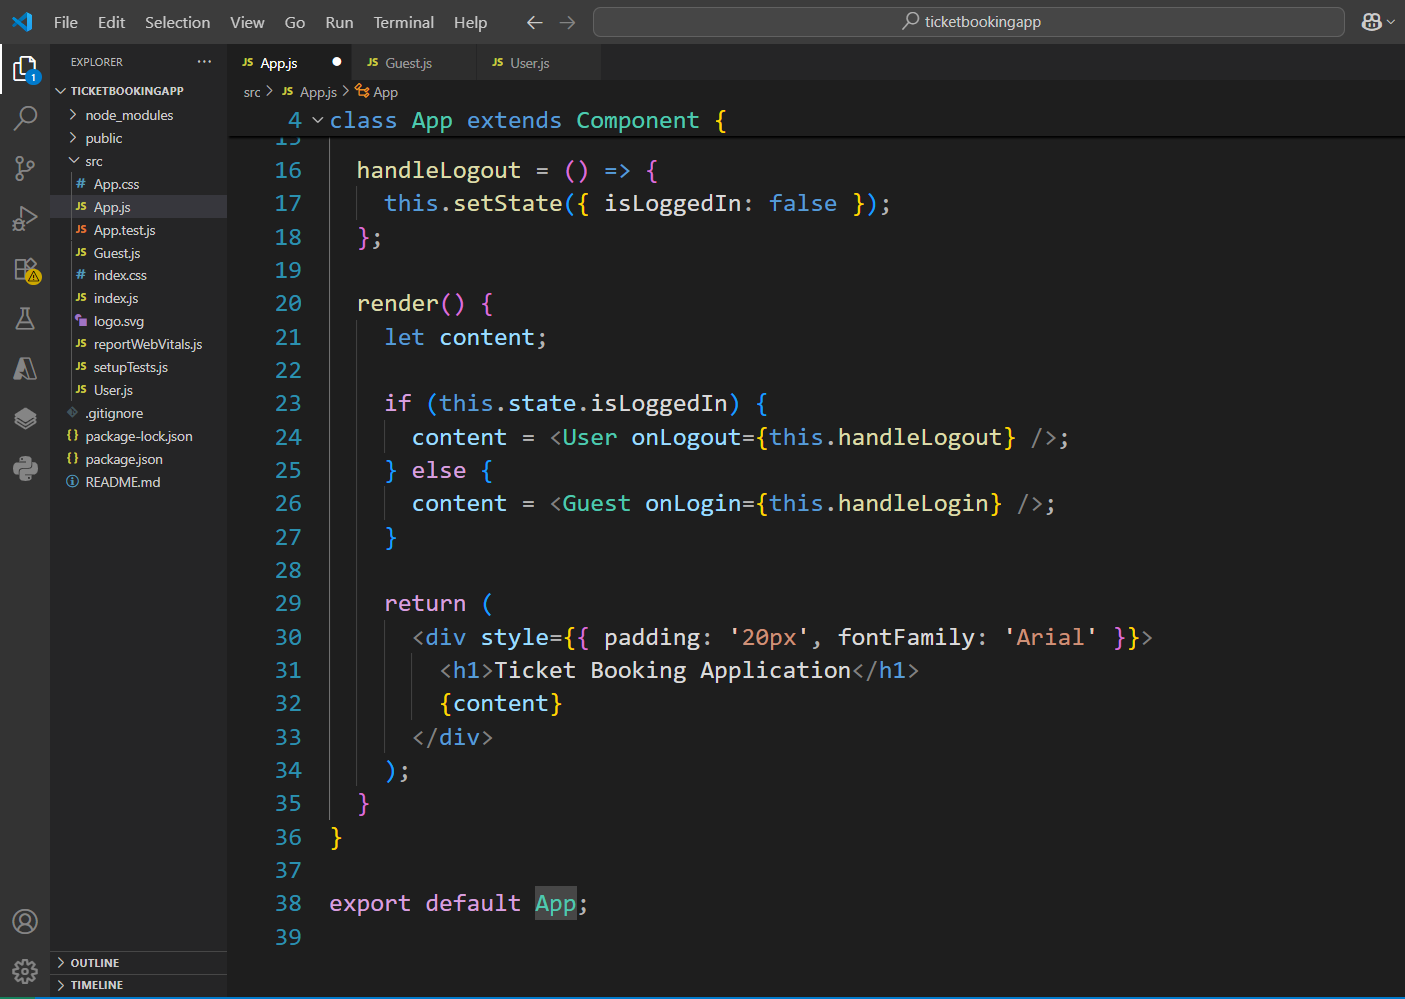 File Edit Selection View Go Run Terminal Help
ticketbookingapp
EXPLORER
TICKETBOOKINGAPP
node_modules
public
src
# App.css
JS App.js
JS App.test.js
JS Guest.js
# index.css
JS index.js
logo.svg
JS reportWebVitals.js
JS setupTests.js
JS User.js
.gitignore
{} package-lock.json
{} package.json
README.md
OUTLINE
TIMELINE
1
JS App.js JS Guest.js JS User.js
src > JS App.js > App
4 class App extends Component {
15
16 handleLogout = () => {
17 this.setState({ isLoggedIn: false });
18 };
19
20 render() {
21 let content;
22
23 if (this.state.isLoggedIn) {
24 content = <User onLogout={this.handleLogout} />;
25 } else {
26 content = <Guest onLogin={this.handleLogin} />;
27 }
28
29 return (
30 <div style={{ padding: '20px', fontFamily: 'Arial' }}>
31 <h1>Ticket Booking Application</h1>
32 {content}
33 </div>
34 );
35 }
36 }
37
38 export default App;
39